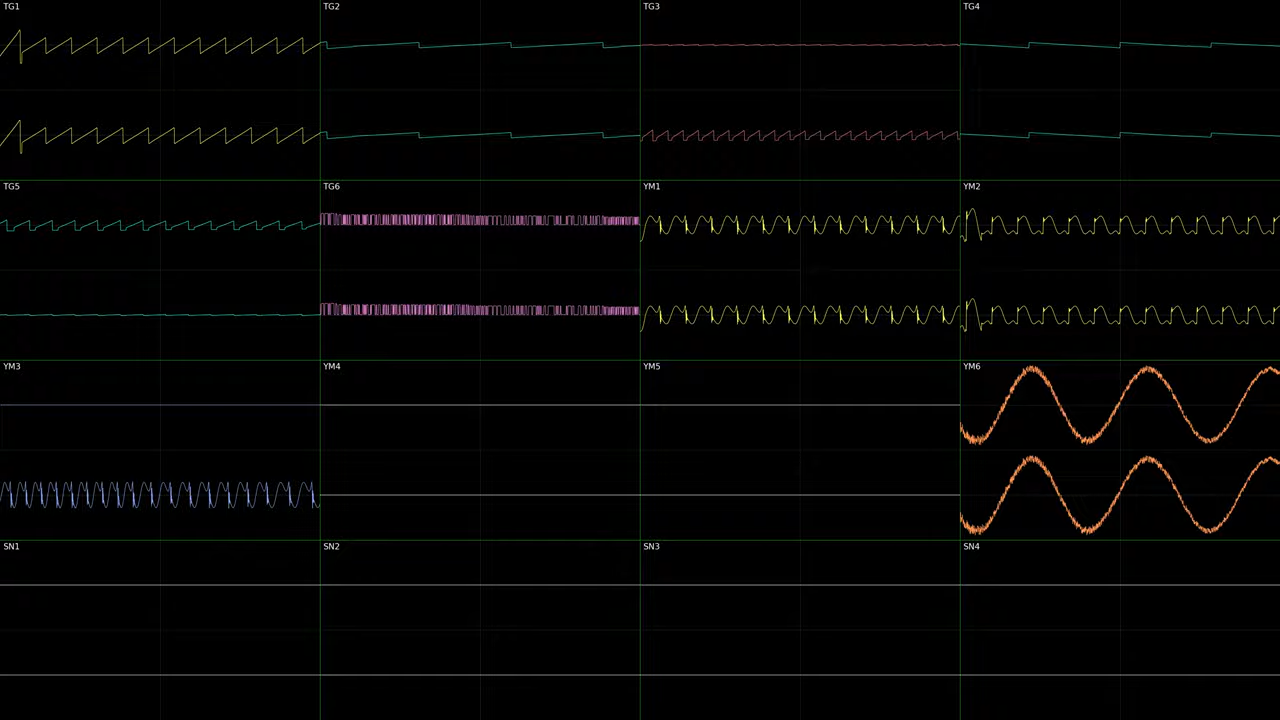 TG1 TG2 TG3 TG4
TG5 TG6 YM1 YM2
YM3 YM4 YM5 YM6
SN1 SN2 SN3 SN4